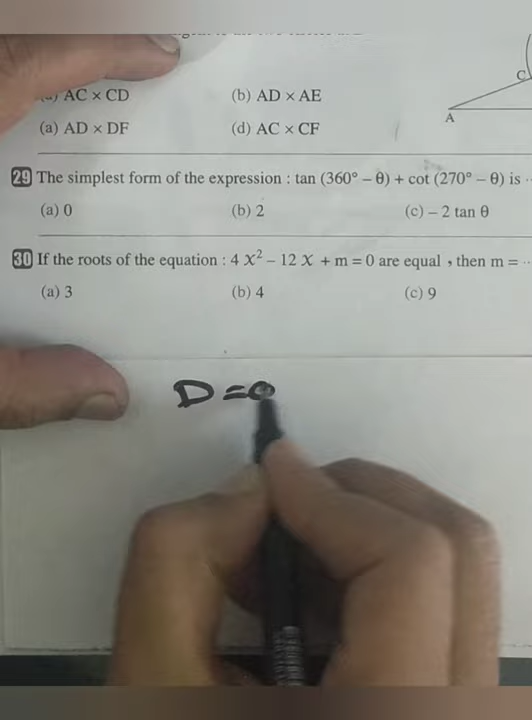 AC × CD
(b) AD × AE
(a) AD × DF
(d) AC × CF
C
A
29 The simplest form of the expression : tan (360° – θ) + cot (270° – θ) is ··
(a) 0
(b) 2
(c) – 2 tan θ
30 If the roots of the equation : 4 X² – 12 X + m = 0 are equal , then m = ··
(a) 3
(b) 4
(c) 9
D = 0